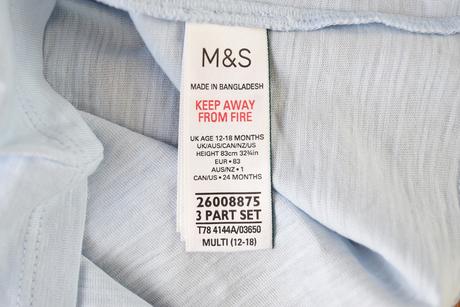 M&S
MADE IN BANGLADESH
KEEP AWAY
FROM FIRE
UK AGE 12-18 MONTHS
UK/AUS/CAN/NZ/US
HEIGHT 83cm 32¾in
EUR • 83
AUS/NZ • 1
CAN/US • 24 MONTHS
26008875
3 PART SET
T78 4144A/03650
MULTI (12-18)